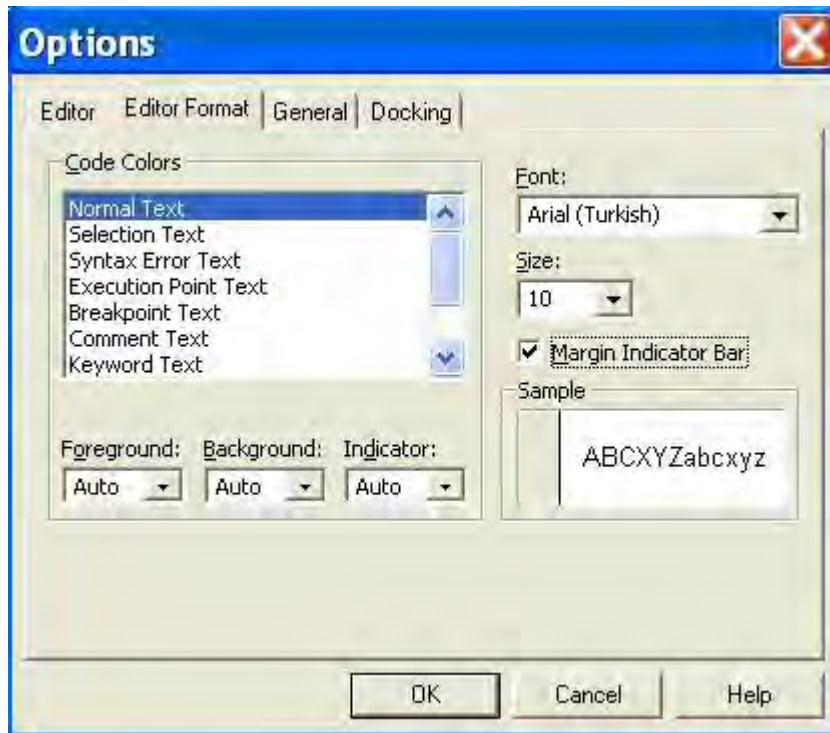 Options
Editor Editor Format General Docking
Code Colors
Normal Text
Selection Text
Syntax Error Text
Execution Point Text
Breakpoint Text
Comment Text
Keyword Text
Foreground: Background: Indicator:
Auto Auto Auto
Font:
Arial (Turkish)
Size:
10
Margin Indicator Bar
Sample
ABCXYZabcxyz
OK Cancel Help